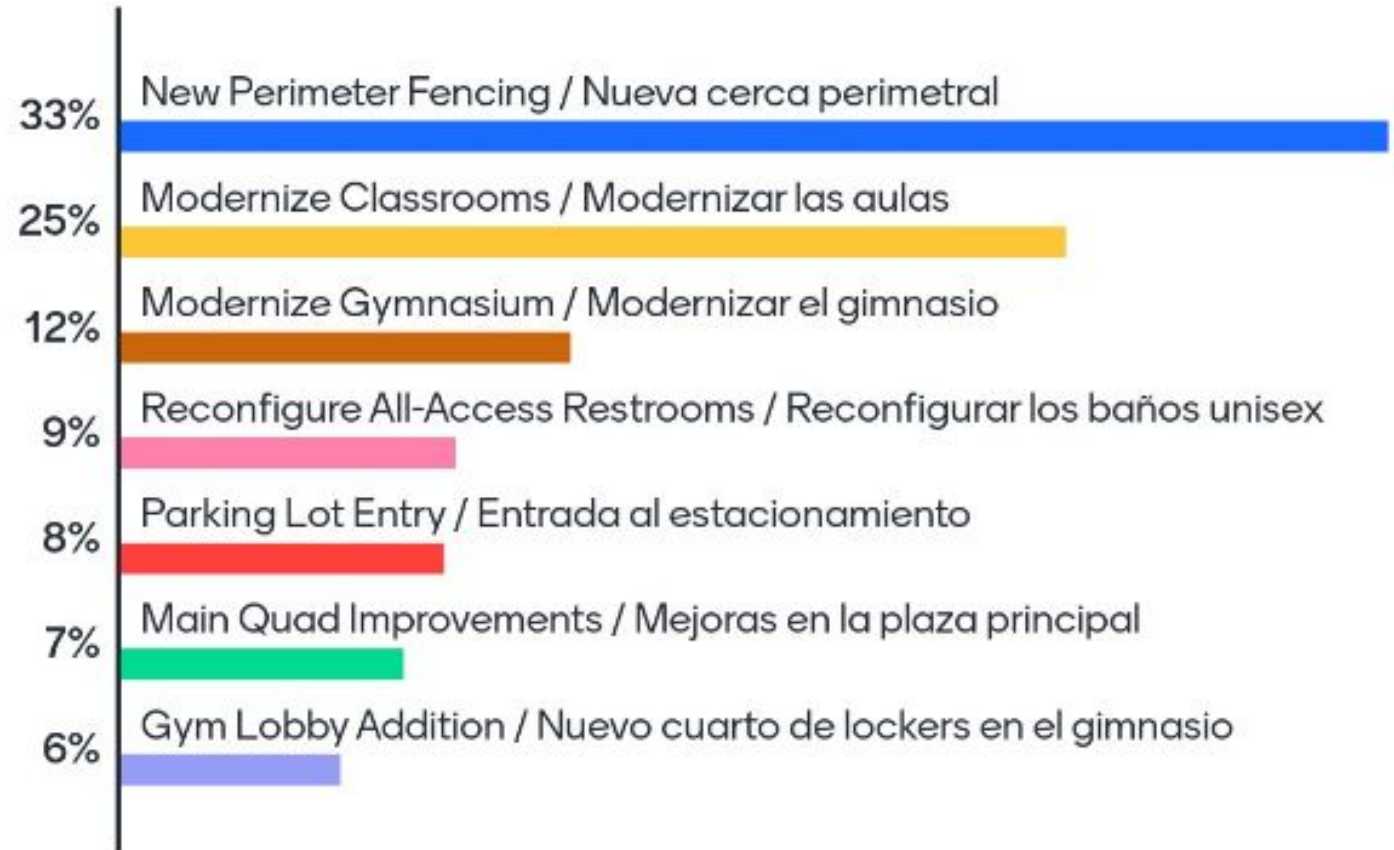 New Perimeter Fencing / Nueva cerca perimetral
33%
Modernize Classrooms / Modernizar las aulas
25%
Modernize Gymnasium / Modernizar el gimnasio
12%
Reconfigure All-Access Restrooms / Reconfigurar los baños unisex
9%
Parking Lot Entry / Entrada al estacionamiento
8%
Main Quad Improvements / Mejoras en la plaza principal
7%
Gym Lobby Addition / Nuevo cuarto de lockers en el gimnasio
6%